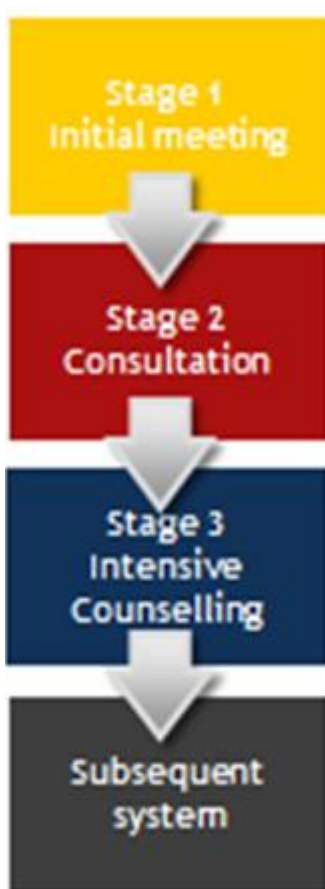 Stage 1
Initial meeting
Stage 2
Consultation
Stage 3
Intensive
Counselling
Subsequent
system